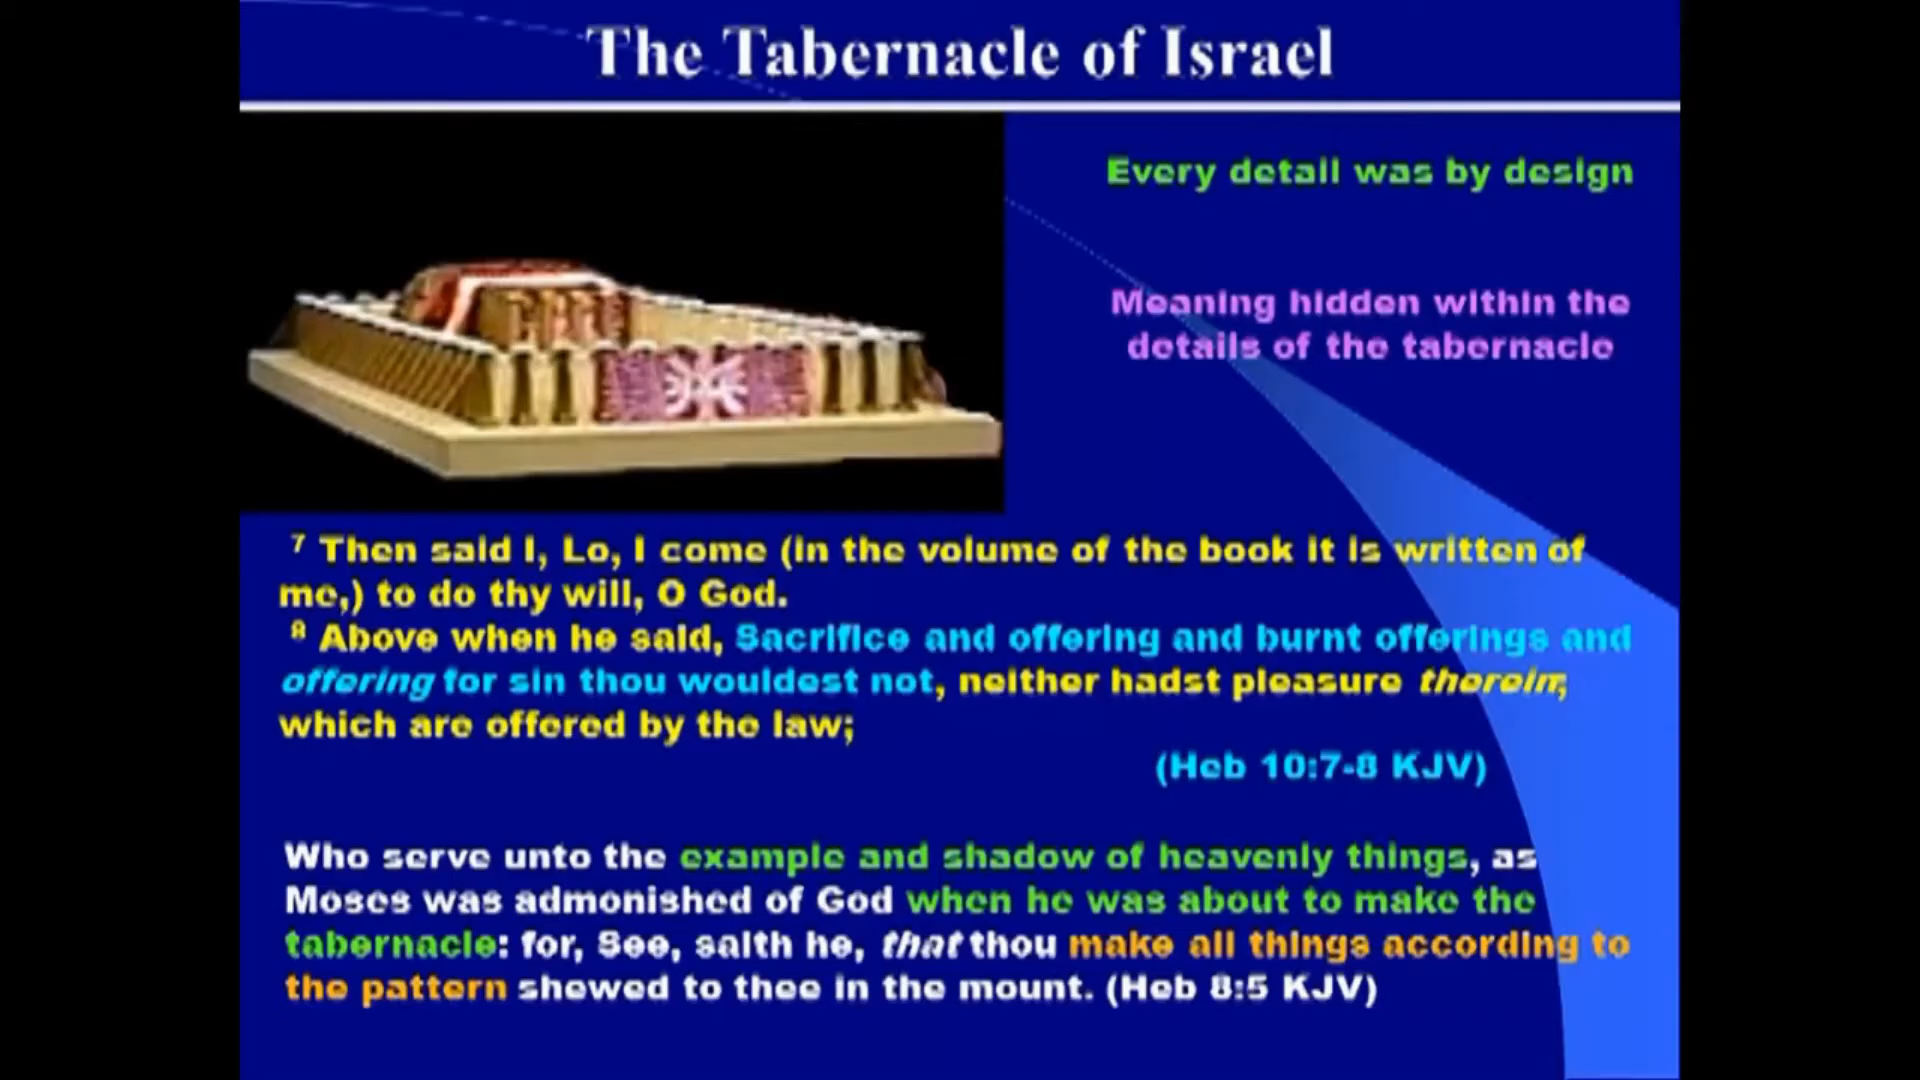 The Tabernacle of Israel
Every detail was by design
Meaning hidden within the
details of the tabernacle
7 Then said I, Lo, I come (in the volume of the book it is written of
me,) to do thy will, O God.
8 Above when he said, Sacrifice and offering and burnt offerings and
offering for sin thou wouldest not, neither hadst pleasure therein;
which are offered by the law;
(Heb 10:7-8 KJV)
Who serve unto the example and shadow of heavenly things, as
Moses was admonished of God when he was about to make the
tabernacle: for, See, saith he, that thou make all things according to
the pattern shewed to thee in the mount. (Heb 8:5 KJV)